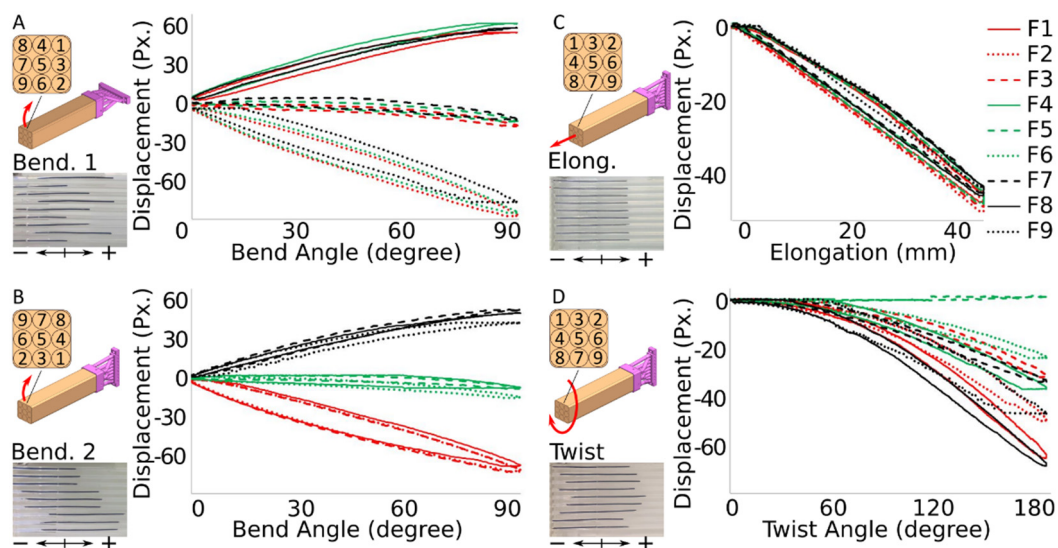 A
8 4 1
7 5 3
9 6 2
Bend. 1
− +
Displacement (Px.)
60
30
0
-30
-60
0 30 60 90
Bend Angle (degree)
C
1 3 2
4 5 6
8 7 9
Elong.
− +
Displacement (Px.)
0
-20
-40
0 20 40
Elongation (mm)
F1
F2
F3
F4
F5
F6
F7
F8
F9
B
9 7 8
6 5 4
2 3 1
Bend. 2
− +
Displacement (Px.)
60
30
0
-30
-60
0 30 60 90
Bend Angle (degree)
D
1 3 2
4 5 6
8 7 9
Twist
− +
Displacement (Px.)
0
-20
-40
-60
0 60 120 180
Twist Angle (degree)